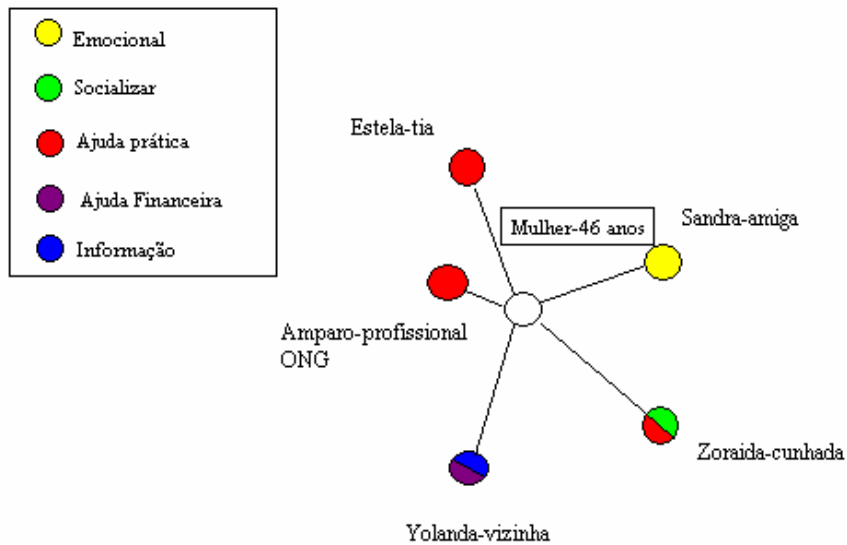 Emocional
Socializar
Ajuda prática
Ajuda Financeira
Informação
Estela-tia
Mulher-46 anos
Sandra-amiga
Amparo-profissional
ONG
Zoraida-cunhada
Yolanda-vizinha